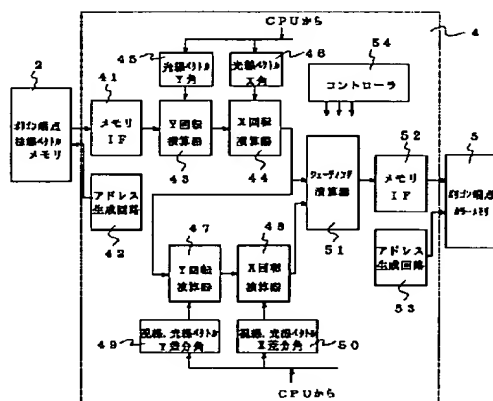 CPUから
45
46
54
4
2
41
光源ベクトル
Y角
光源ベクトル
X角
コントローラ
52
5
ポリゴン端点
法線ベクトル
メモリ
メモリ
IF
Y回転
演算器
X回転
演算器
シェーディング
演算器
メモリ
IF
ポリゴン端点
カラーメモリ
43
44
アドレス
生成回路
42
47
48
51
アドレス
生成回路
53
Y回転
演算器
X回転
演算器
49
視線、光源ベクトル
Y差分角
視線、光源ベクトル
X差分角
50
CPUから